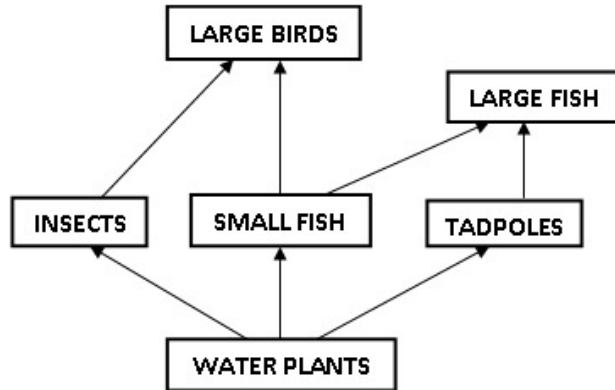 LARGE BIRDS
LARGE FISH
INSECTS
SMALL FISH
TADPOLES
WATER PLANTS